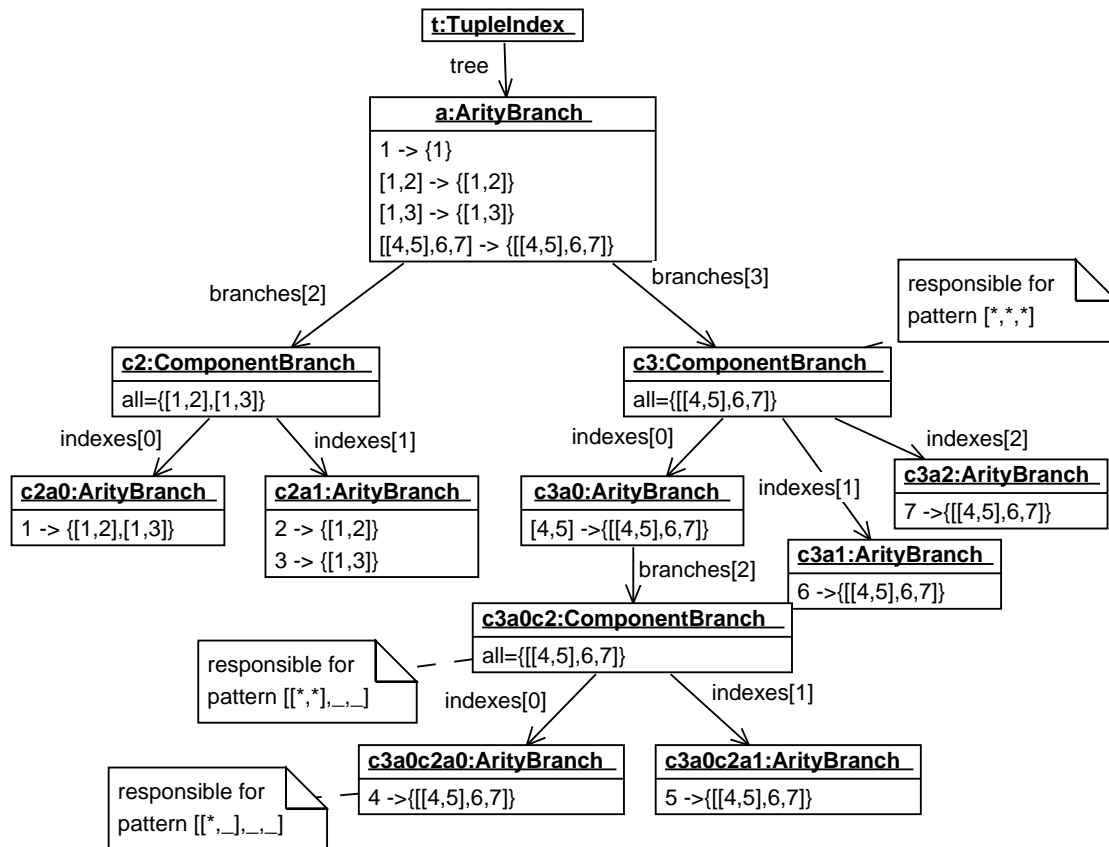 t:TupleIndex
tree
a:ArityBranch
1 -> {1}
[1,2] -> {[1,2]}
[1,3] -> {[1,3]}
[[4,5],6,7] -> {[[4,5],6,7]}
branches[2]
branches[3]
responsible for
pattern [*,*,*]
c2:ComponentBranch
all={[1,2],[1,3]}
c3:ComponentBranch
all={[[4,5],6,7]}
indexes[0]
indexes[1]
indexes[0]
indexes[1]
indexes[2]
c2a0:ArityBranch
1 -> {[1,2],[1,3]}
c2a1:ArityBranch
2 -> {[1,2]}
3 -> {[1,3]}
c3a0:ArityBranch
[4,5] ->{[[4,5],6,7]}
c3a2:ArityBranch
7 ->{[[4,5],6,7]}
c3a1:ArityBranch
6 ->{[[4,5],6,7]}
branches[2]
c3a0c2:ComponentBranch
all={[[4,5],6,7]}
responsible for
pattern [[*,*],_,_]
indexes[0]
indexes[1]
c3a0c2a0:ArityBranch
4 ->{[[4,5],6,7]}
c3a0c2a1:ArityBranch
5 ->{[[4,5],6,7]}
responsible for
pattern [[*,_],_,_]